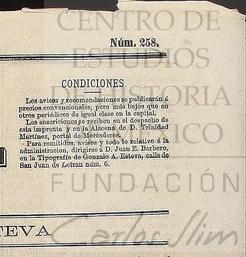 CENTRO DE
Núm. 258.
ESTUDIOS
CONDICIONES
DE HISTORIA
Los avisos y recomendaciones se publicarán á
precios convencionales, pero mas bajos que en
otros periódicos de igual clase en la capital.
Las suscriciones se reciben en el despacho de
esta imprenta y en la Alacena de D. Trinidad
Martinez, portal de Mercaderes.
Para remitidos, avisos y todo lo relativo á la
administracion, dirigirse á D. Juan E. Barbero,
en la Tipografía de Gonzalo A. Esteva, calle de
San Juan de Letran núm. 6.
FUNDACIÓN
TEVA
Carlos Slim